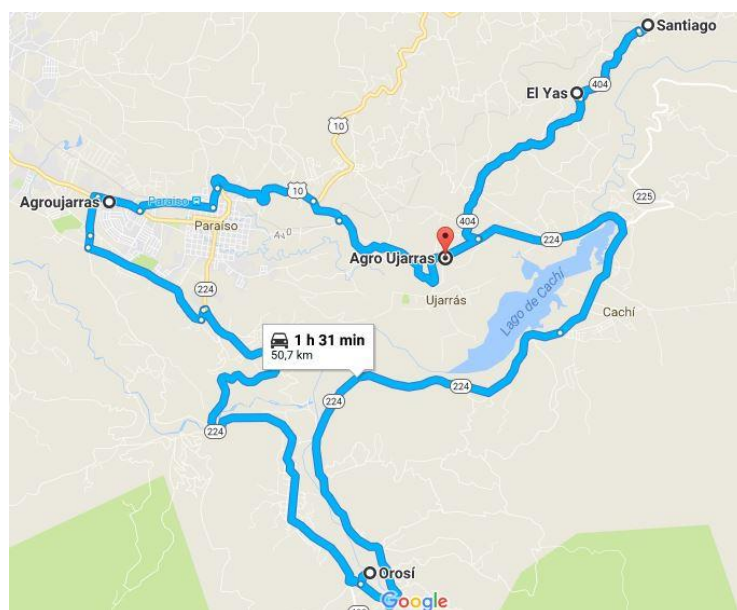 Santiago
El Yas
404
10
225
Agroujarras
Paraíso
10
Paraíso
404
224
Agro Ujarras
Ujarrás
Lago de Cachí
Cachí
224
1 h 31 min
50,7 km
224
224
224
Orosí
Google